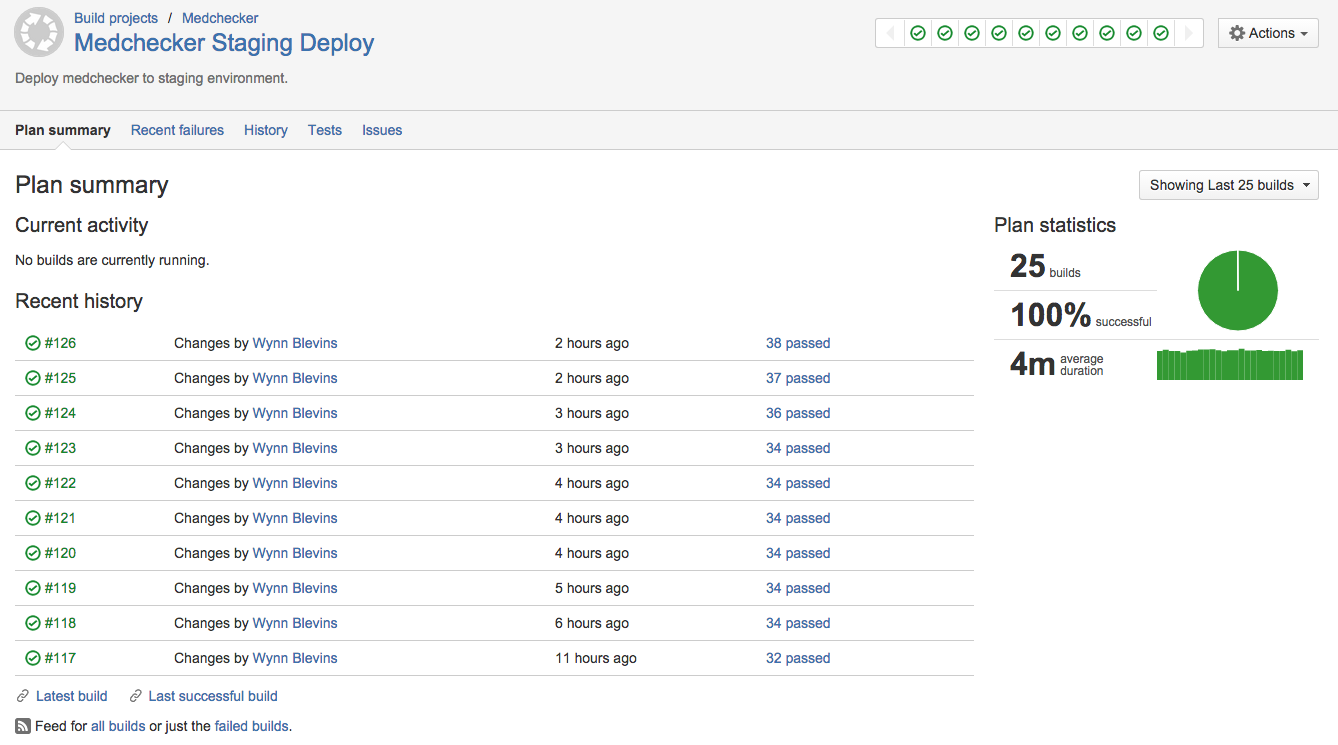 Build projects / Medchecker
Medchecker Staging Deploy
Actions
Deploy medchecker to staging environment.
Plan summary Recent failures History Tests Issues
Plan summary
Showing Last 25 builds
Current activity
No builds are currently running.
Recent history
#126 Changes by Wynn Blevins 2 hours ago 38 passed
#125 Changes by Wynn Blevins 2 hours ago 37 passed
#124 Changes by Wynn Blevins 3 hours ago 36 passed
#123 Changes by Wynn Blevins 3 hours ago 34 passed
#122 Changes by Wynn Blevins 4 hours ago 34 passed
#121 Changes by Wynn Blevins 4 hours ago 34 passed
#120 Changes by Wynn Blevins 4 hours ago 34 passed
#119 Changes by Wynn Blevins 5 hours ago 34 passed
#118 Changes by Wynn Blevins 6 hours ago 34 passed
#117 Changes by Wynn Blevins 11 hours ago 32 passed
Latest build Last successful build
Feed for all builds or just the failed builds.
Plan statistics
25 builds
100% successful
4m average
duration